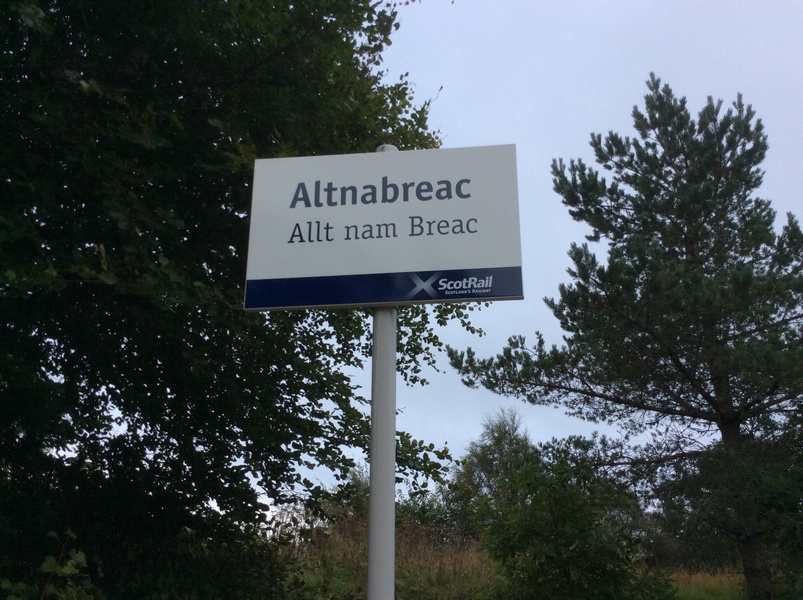 Altnabreac
Allt nam Breac
ScotRail
SCOTLAND'S RAILWAY